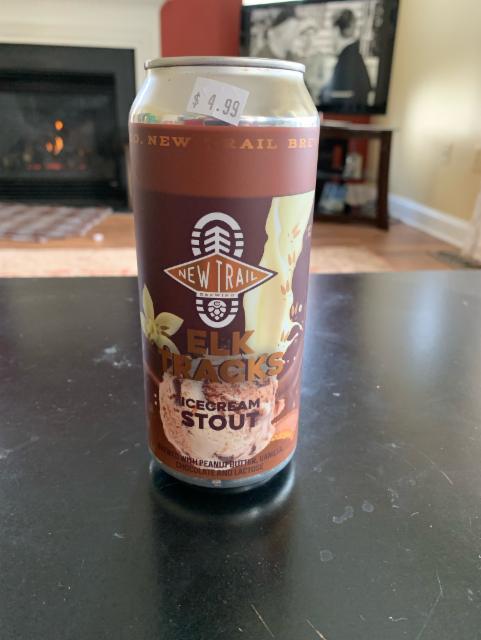 $ 4.99
O. NEW TRAIL BRE
NEW TRAIL
BREWING
ELK
TRACKS
ICECREAM
STOUT
BREWED WITH PEANUT BUTTER, VANILLA,
CHOCOLATE AND LACTOSE